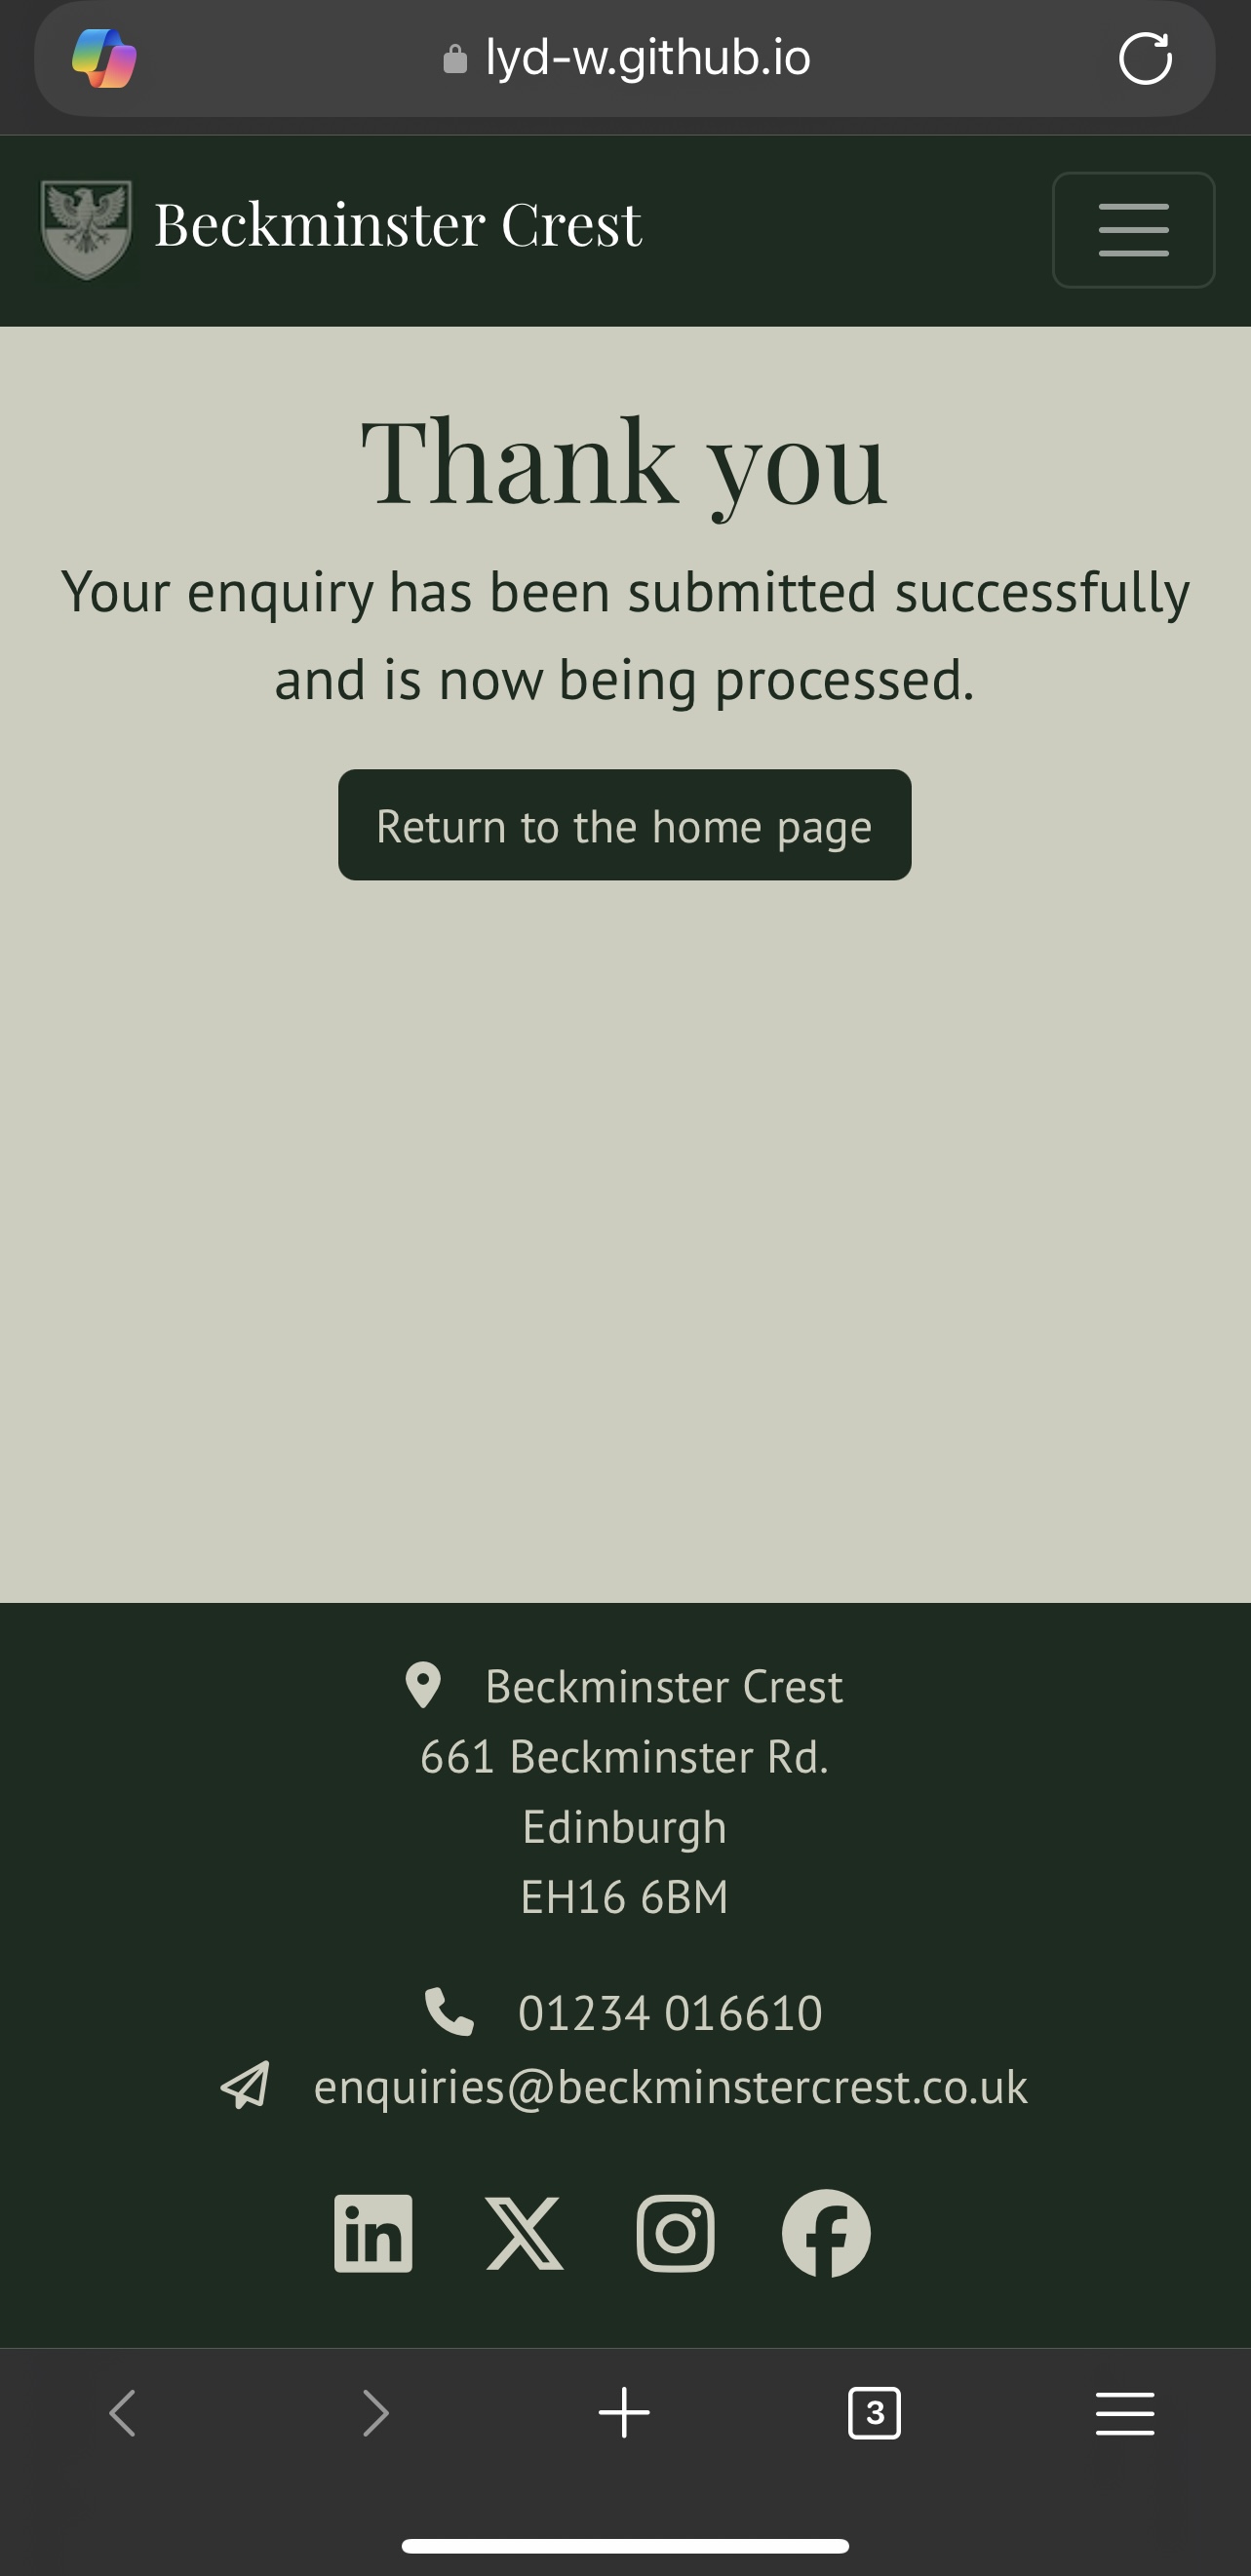 lyd-w.github.io
Beckminster Crest
Thank you
Your enquiry has been submitted successfully
and is now being processed.
Return to the home page
Beckminster Crest
661 Beckminster Rd.
Edinburgh
EH16 6BM
01234 016610
enquiries@beckminstercrest.co.uk
3